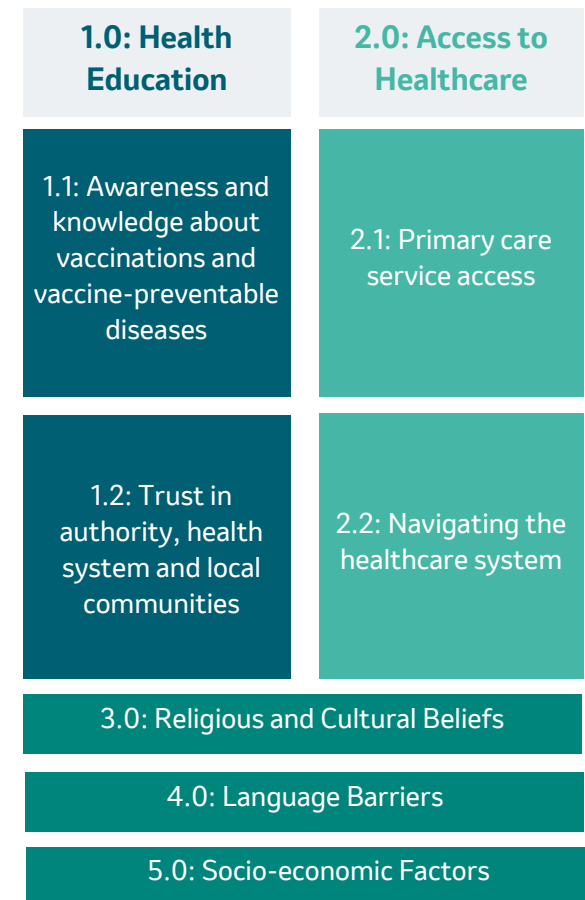 1.0: Health
Education
2.0: Access to
Healthcare
1.1: Awareness and
knowledge about
vaccinations and
vaccine-preventable
diseases
2.1: Primary care
service access
1.2: Trust in
authority, health
system and local
communities
2.2: Navigating the
healthcare system
3.0: Religious and Cultural Beliefs
4.0: Language Barriers
5.0: Socio-economic Factors